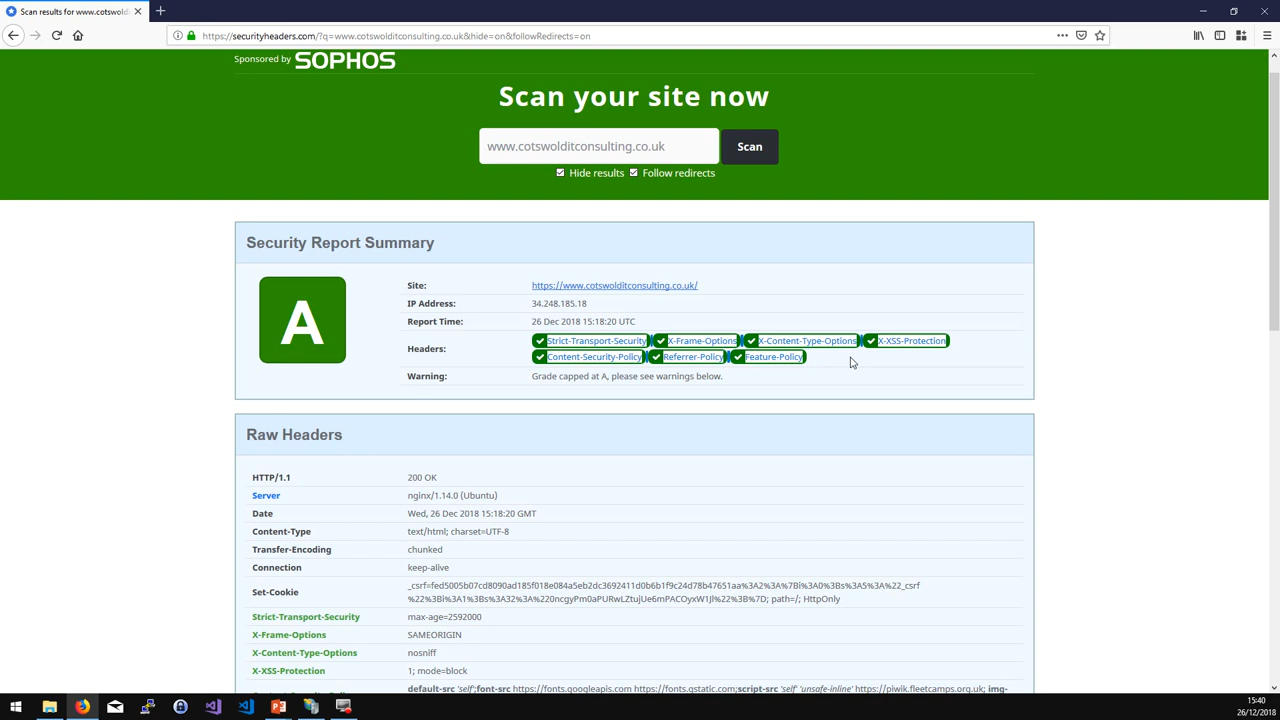 Scan results for www.cotswoldi
https://securityheaders.com/?q=www.cotswolditconsulting.co.uk&hide=on&followRedirects=on
Sponsored by SOPHOS
Scan your site now
www.cotswolditconsulting.co.uk
Scan
Hide results Follow redirects
Security Report Summary
A
Site: https://www.cotswolditconsulting.co.uk/
IP Address: 34.248.185.18
Report Time: 26 Dec 2018 15:18:20 UTC
Headers: Strict-Transport-Security X-Frame-Options X-Content-Type-Options X-XSS-Protection
Content-Security-Policy Referrer-Policy Feature-Policy
Warning: Grade capped at A, please see warnings below.
Raw Headers
HTTP/1.1 200 OK
Server nginx/1.14.0 (Ubuntu)
Date Wed, 26 Dec 2018 15:18:20 GMT
Content-Type text/html; charset=UTF-8
Transfer-Encoding chunked
Connection keep-alive
Set-Cookie _csrf=fed5005b07cd8090ad185f018e084a5eb2dc3692411d0b6b1f9c24d78b47651aa%3A2%3A%7Bi%3A0%3Bs%3A5%3A%22_csrf
%22%3Bi%3A1%3Bs%3A32%3A%220ncgyPm0aPURwLZtujUe6mPACOyxW1Jl%22%3B%7D; path=/; HttpOnly
Strict-Transport-Security max-age=2592000
X-Frame-Options SAMEORIGIN
X-Content-Type-Options nosniff
X-XSS-Protection 1; mode=block
default-src 'self';font-src https://fonts.googleapis.com https://fonts.gstatic.com;script-src 'self' 'unsafe-inline' https://piwik.fleetcamps.org.uk; img-
15:40
26/12/2018